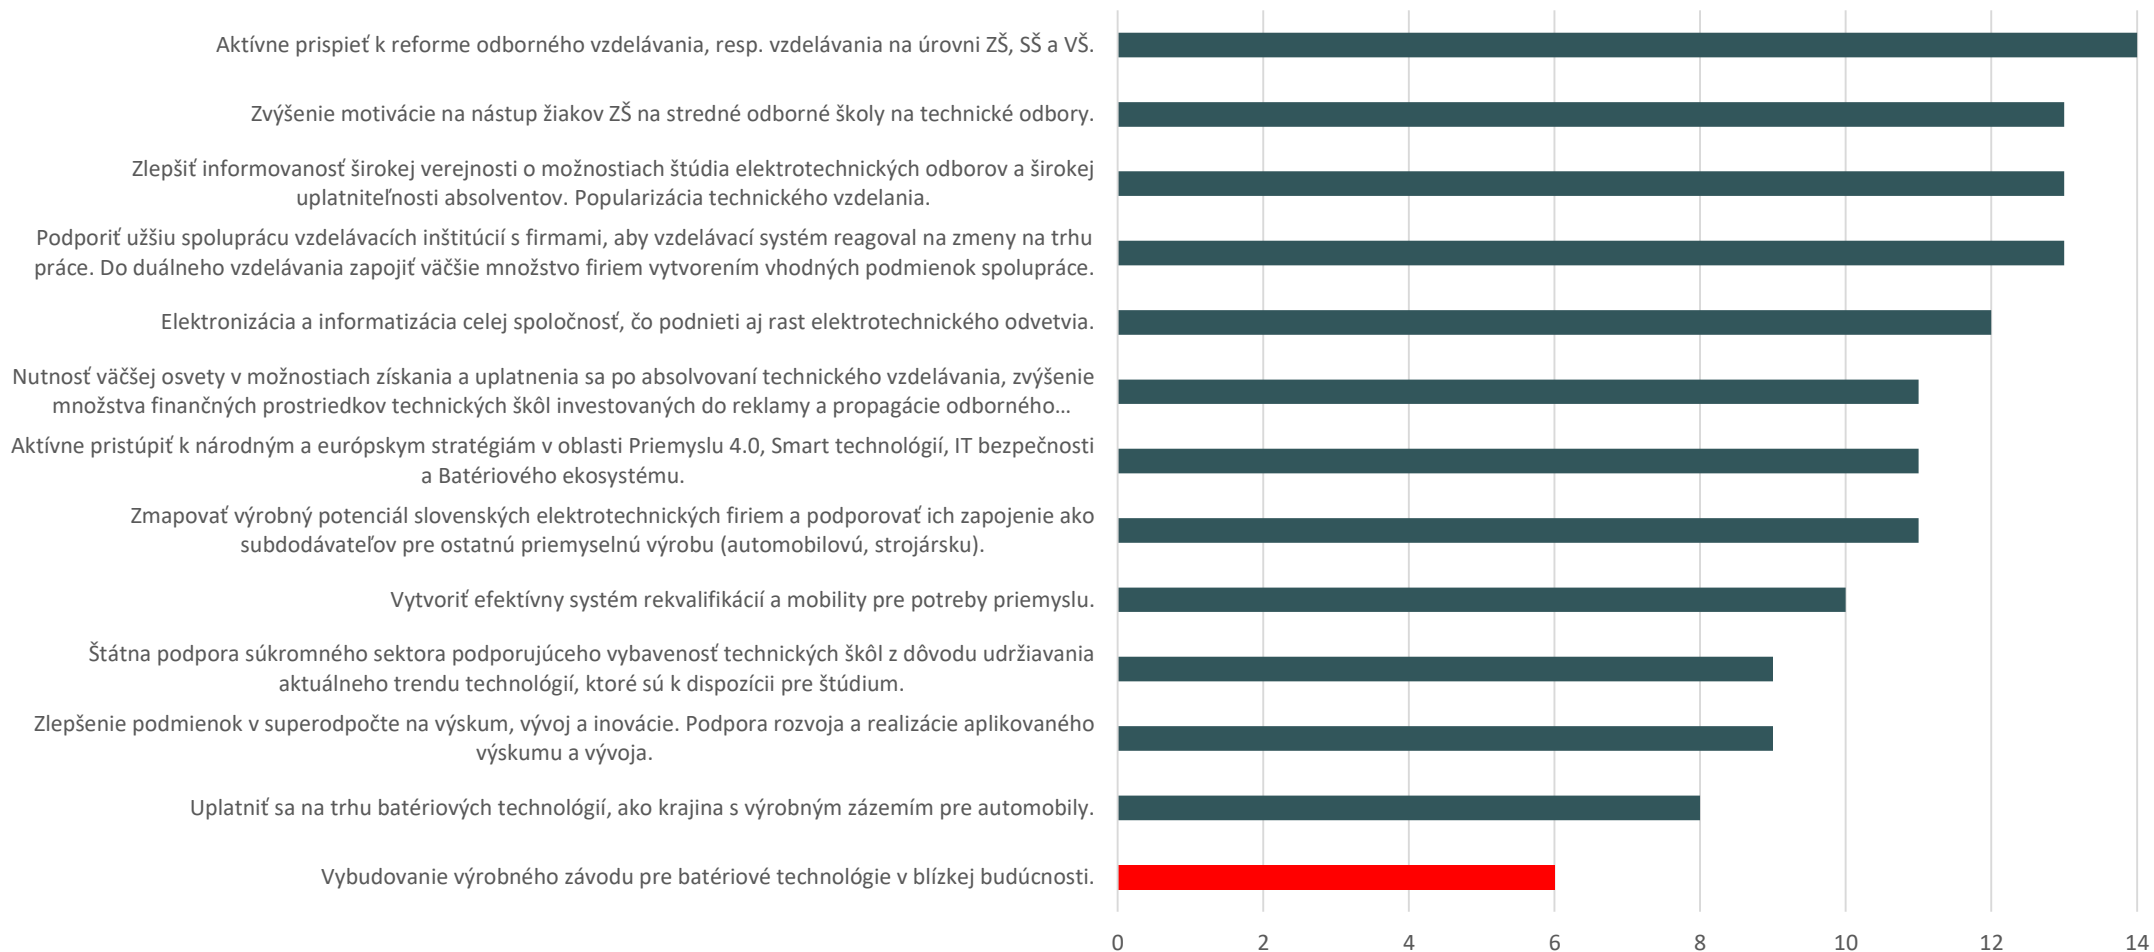 Aktívne prispieť k reforme odborného vzdelávania, resp. vzdelávania na úrovni ZŠ, SŠ a VŠ.
Zvýšenie motivácie na nástup žiakov ZŠ na stredné odborné školy na technické odbory.
Zlepšiť informovanosť širokej verejnosti o možnostiach štúdia elektrotechnických odborov a širokej
uplatniteľnosti absolventov. Popularizácia technického vzdelania.
Podporiť užšiu spoluprácu vzdelávacích inštitúcií s firmami, aby vzdelávací systém reagoval na zmeny na trhu
práce. Do duálneho vzdelávania zapojiť väčšie množstvo firiem vytvorením vhodných podmienok spolupráce.
Elektronizácia a informatizácia celej spoločnosť, čo podnieti aj rast elektrotechnického odvetvia.
Nutnosť väčšej osvety v možnostiach získania a uplatnenia sa po absolvovaní technického vzdelávania, zvýšenie
množstva finančných prostriedkov technických škôl investovaných do reklamy a propagácie odborného…
Aktívne pristúpiť k národným a európskym stratégiám v oblasti Priemyslu 4.0, Smart technológií, IT bezpečnosti
a Batériového ekosystému.
Zmapovať výrobný potenciál slovenských elektrotechnických firiem a podporovať ich zapojenie ako
subdodávateľov pre ostatnú priemyselnú výrobu (automobilovú, strojársku).
Vytvoriť efektívny systém rekvalifikácií a mobility pre potreby priemyslu.
Štátna podpora súkromného sektora podporujúceho vybavenosť technických škôl z dôvodu udržiavania
aktuálneho trendu technológií, ktoré sú k dispozícii pre štúdium.
Zlepšenie podmienok v superodpočte na výskum, vývoj a inovácie. Podpora rozvoja a realizácie aplikovaného
výskumu a vývoja.
Uplatniť sa na trhu batériových technológií, ako krajina s výrobným zázemím pre automobily.
Vybudovanie výrobného závodu pre batériové technológie v blízkej budúcnosti.
0 2 4 6 8 10 12 14